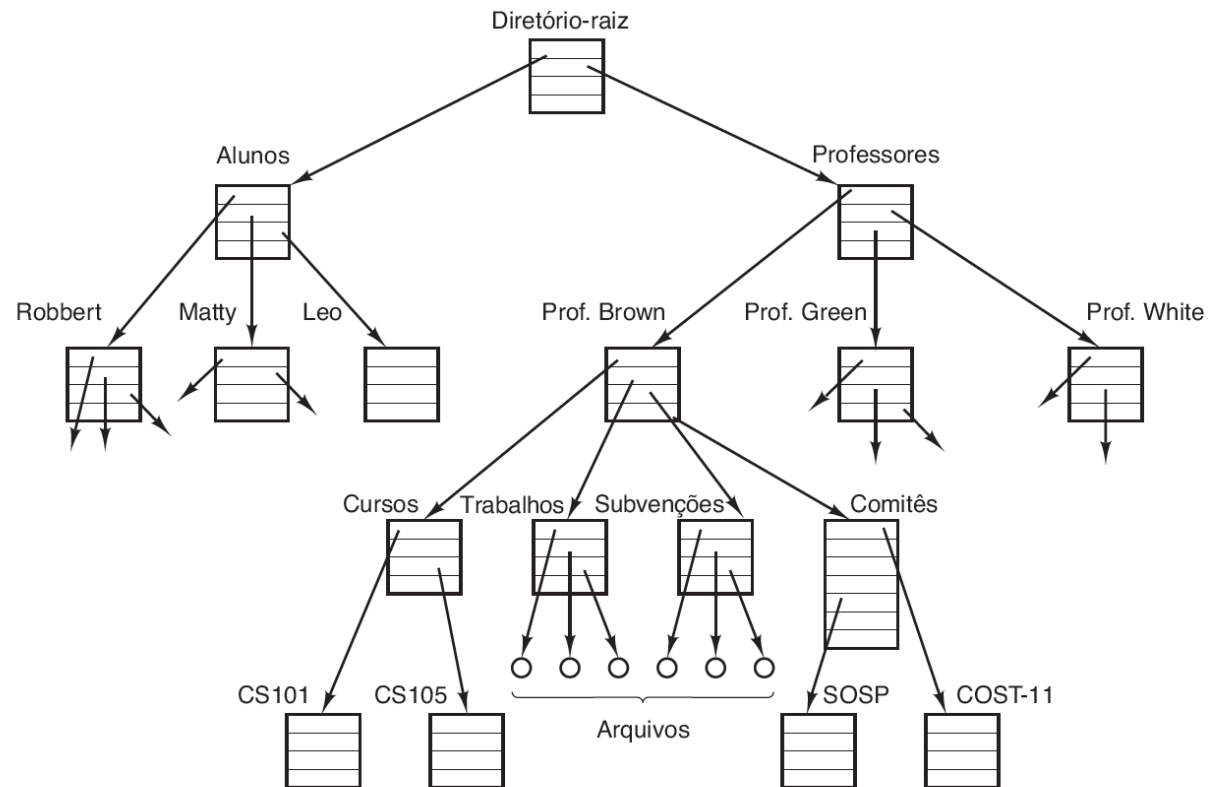 Diretório-raiz
Alunos
Professores
Robbert
Matty
Leo
Prof. Brown
Prof. Green
Prof. White
Cursos
Trabalhos
Subvenções
Comitês
CS101
CS105
Arquivos
SOSP
COST-11